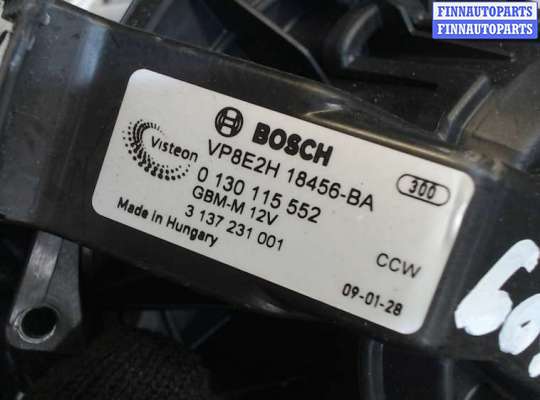 FINNAUTOPARTS
FINNAUTOPARTS
BOSCH
Visteon
VP8E2H 18456-BA
300
0 130 115 552
GBM-M 12V
3 137 231 001
Made in Hungary
CCW
09-01-28